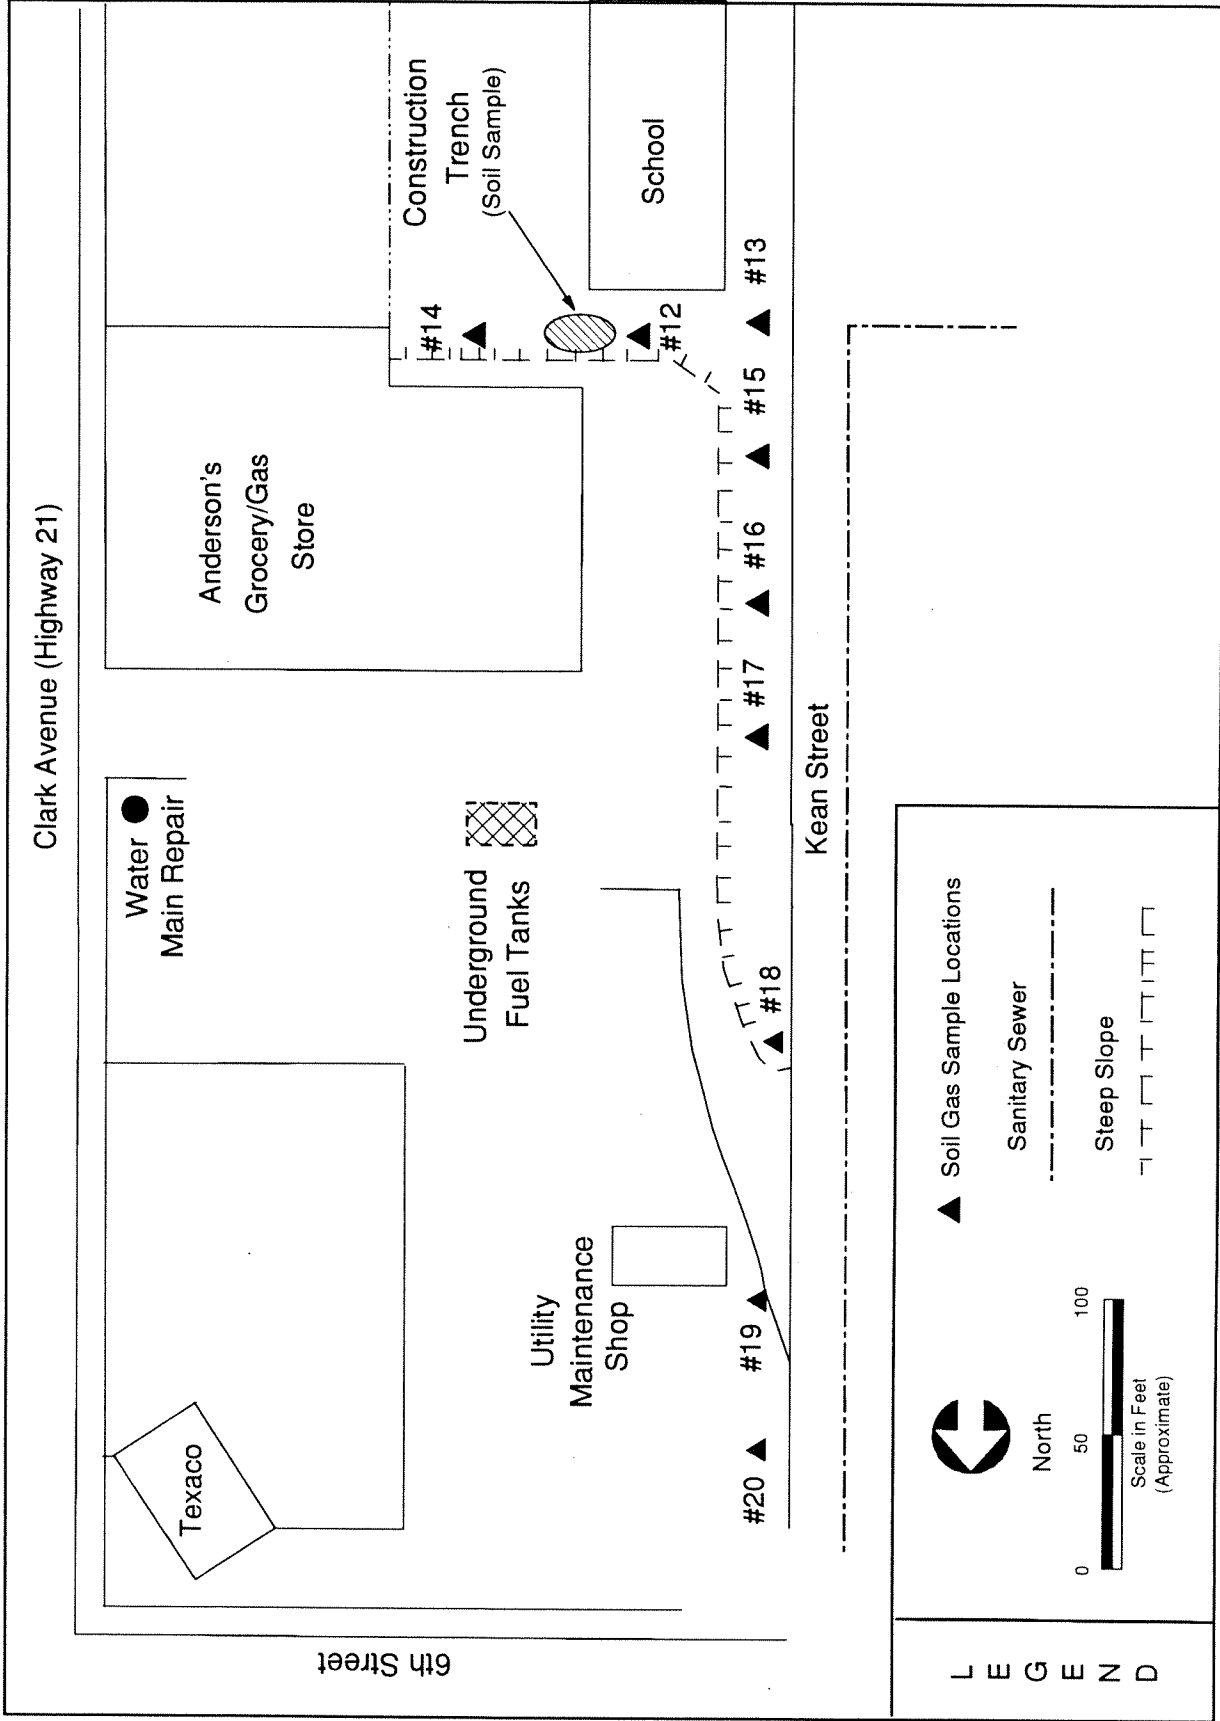 Clark Avenue (Highway 21)
Water
Main Repair
Anderson's
Grocery/Gas
Store
Construction
Trench
(Soil Sample)
School
Texaco
Utility
Maintenance
Shop
Underground
Fuel Tanks
6th Street
#14
#12
#13
#15
#16
#17
#18
#19
#20
Kean Street
LEGEND
North
0 50 100
Scale in Feet
(Approximate)
Soil Gas Sample Locations
Sanitary Sewer
Steep Slope